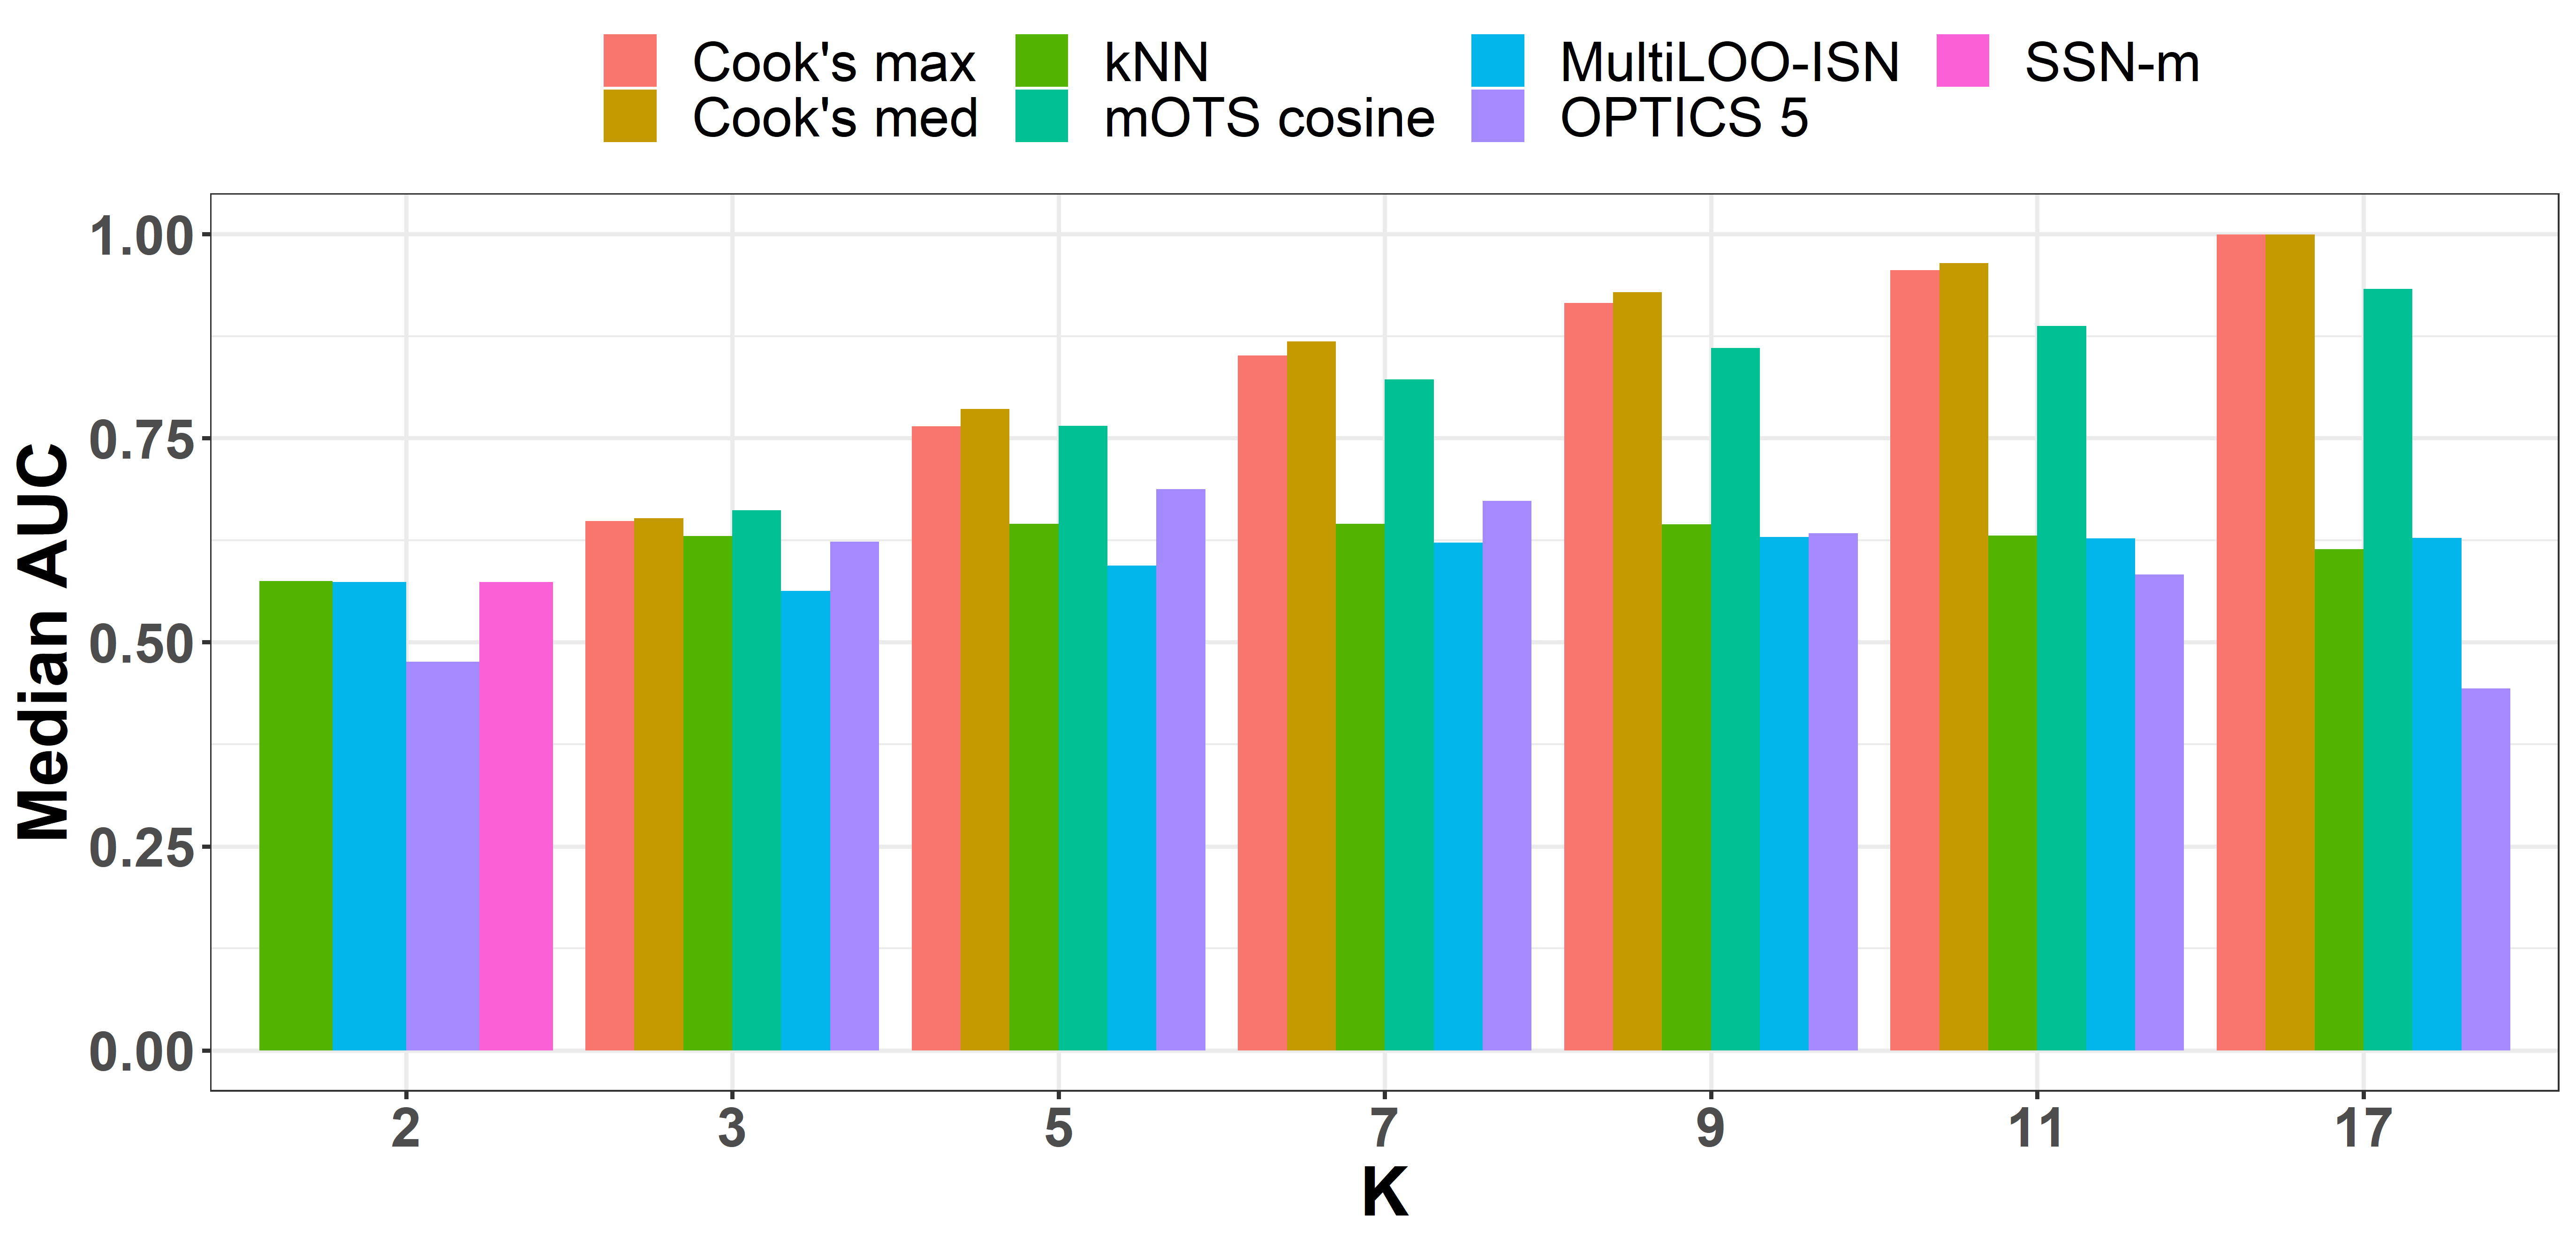 Cook's max kNN MultiLOO-ISN SSN-m
Cook's med mOTS cosine OPTICS 5
Median AUC
1.00
0.75
0.50
0.25
0.00
2 3 5 7 9 11 17
K